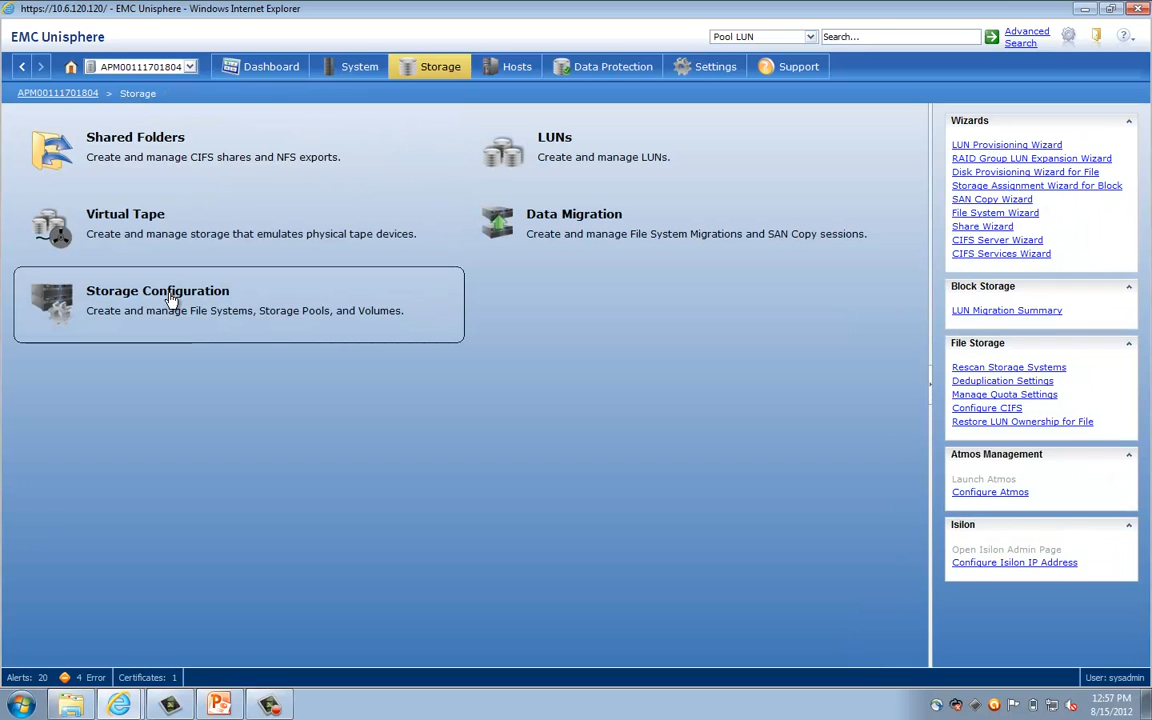 https://10.6.120.120/ - EMC Unisphere - Windows Internet Explorer
EMC Unisphere
Pool LUN
Search...
Advanced
Search
APM00111701804
Dashboard
System
Storage
Hosts
Data Protection
Settings
Support
APM00111701804 > Storage
Shared Folders
Create and manage CIFS shares and NFS exports.
LUNs
Create and manage LUNs.
Virtual Tape
Create and manage storage that emulates physical tape devices.
Data Migration
Create and manage File System Migrations and SAN Copy sessions.
Storage Configuration
Create and manage File Systems, Storage Pools, and Volumes.
Wizards
LUN Provisioning Wizard
RAID Group LUN Expansion Wizard
Disk Provisioning Wizard for File
Storage Assignment Wizard for Block
SAN Copy Wizard
File System Wizard
Share Wizard
CIFS Server Wizard
CIFS Services Wizard
Block Storage
LUN Migration Summary
File Storage
Rescan Storage Systems
Deduplication Settings
Manage Quota Settings
Configure CIFS
Restore LUN Ownership for File
Atmos Management
Launch Atmos
Configure Atmos
Isilon
Open Isilon Admin Page
Configure Isilon IP Address
Alerts: 20
4 Error
Certificates: 1
User: sysadmin
12:57 PM
8/15/2012